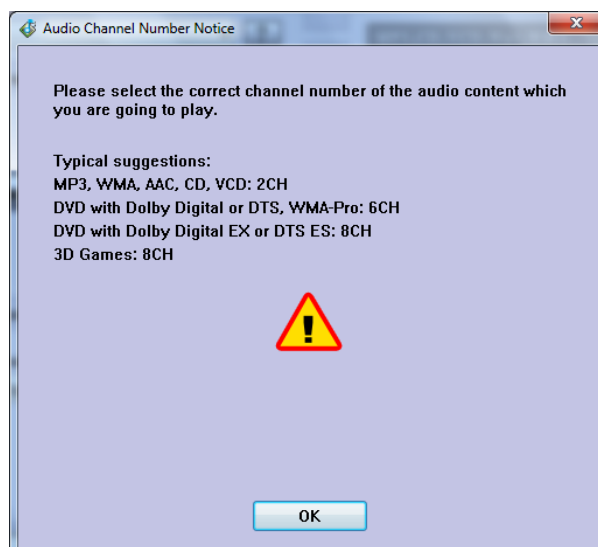 Audio Channel Number Notice
Please select the correct channel number of the audio content which
you are going to play.
Typical suggestions:
MP3, WMA, AAC, CD, VCD: 2CH
DVD with Dolby Digital or DTS, WMA-Pro: 6CH
DVD with Dolby Digital EX or DTS ES: 8CH
3D Games: 8CH
OK